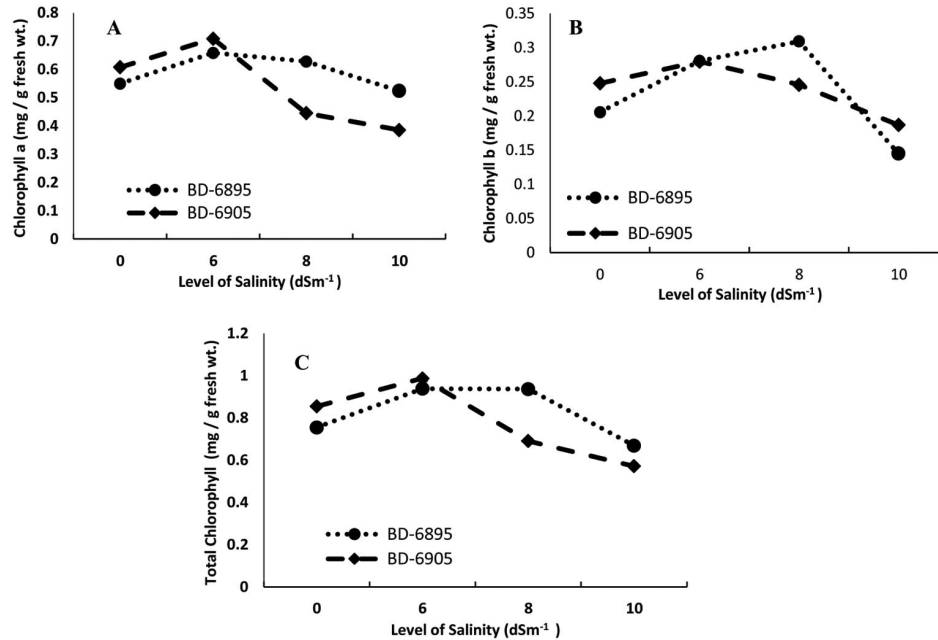 A
Chlorophyll a (mg / g fresh wt.)
0.8
0.7
0.6
0.5
0.4
0.3
0.2
0.1
0
BD-6895
BD-6905
0 6 8 10
Level of Salinity (dSm⁻¹)
B
Chlorophyll b (mg / g fresh wt.)
0.35
0.3
0.25
0.2
0.15
0.1
0.05
0
BD-6895
BD-6905
0 6 8 10
Level of Salinity (dSm⁻¹)
C
Total Chlorophyll (mg / g fresh wt.)
1.2
1
0.8
0.6
0.4
0.2
0
BD-6895
BD-6905
0 6 8 10
Level of Salinity (dSm⁻¹)